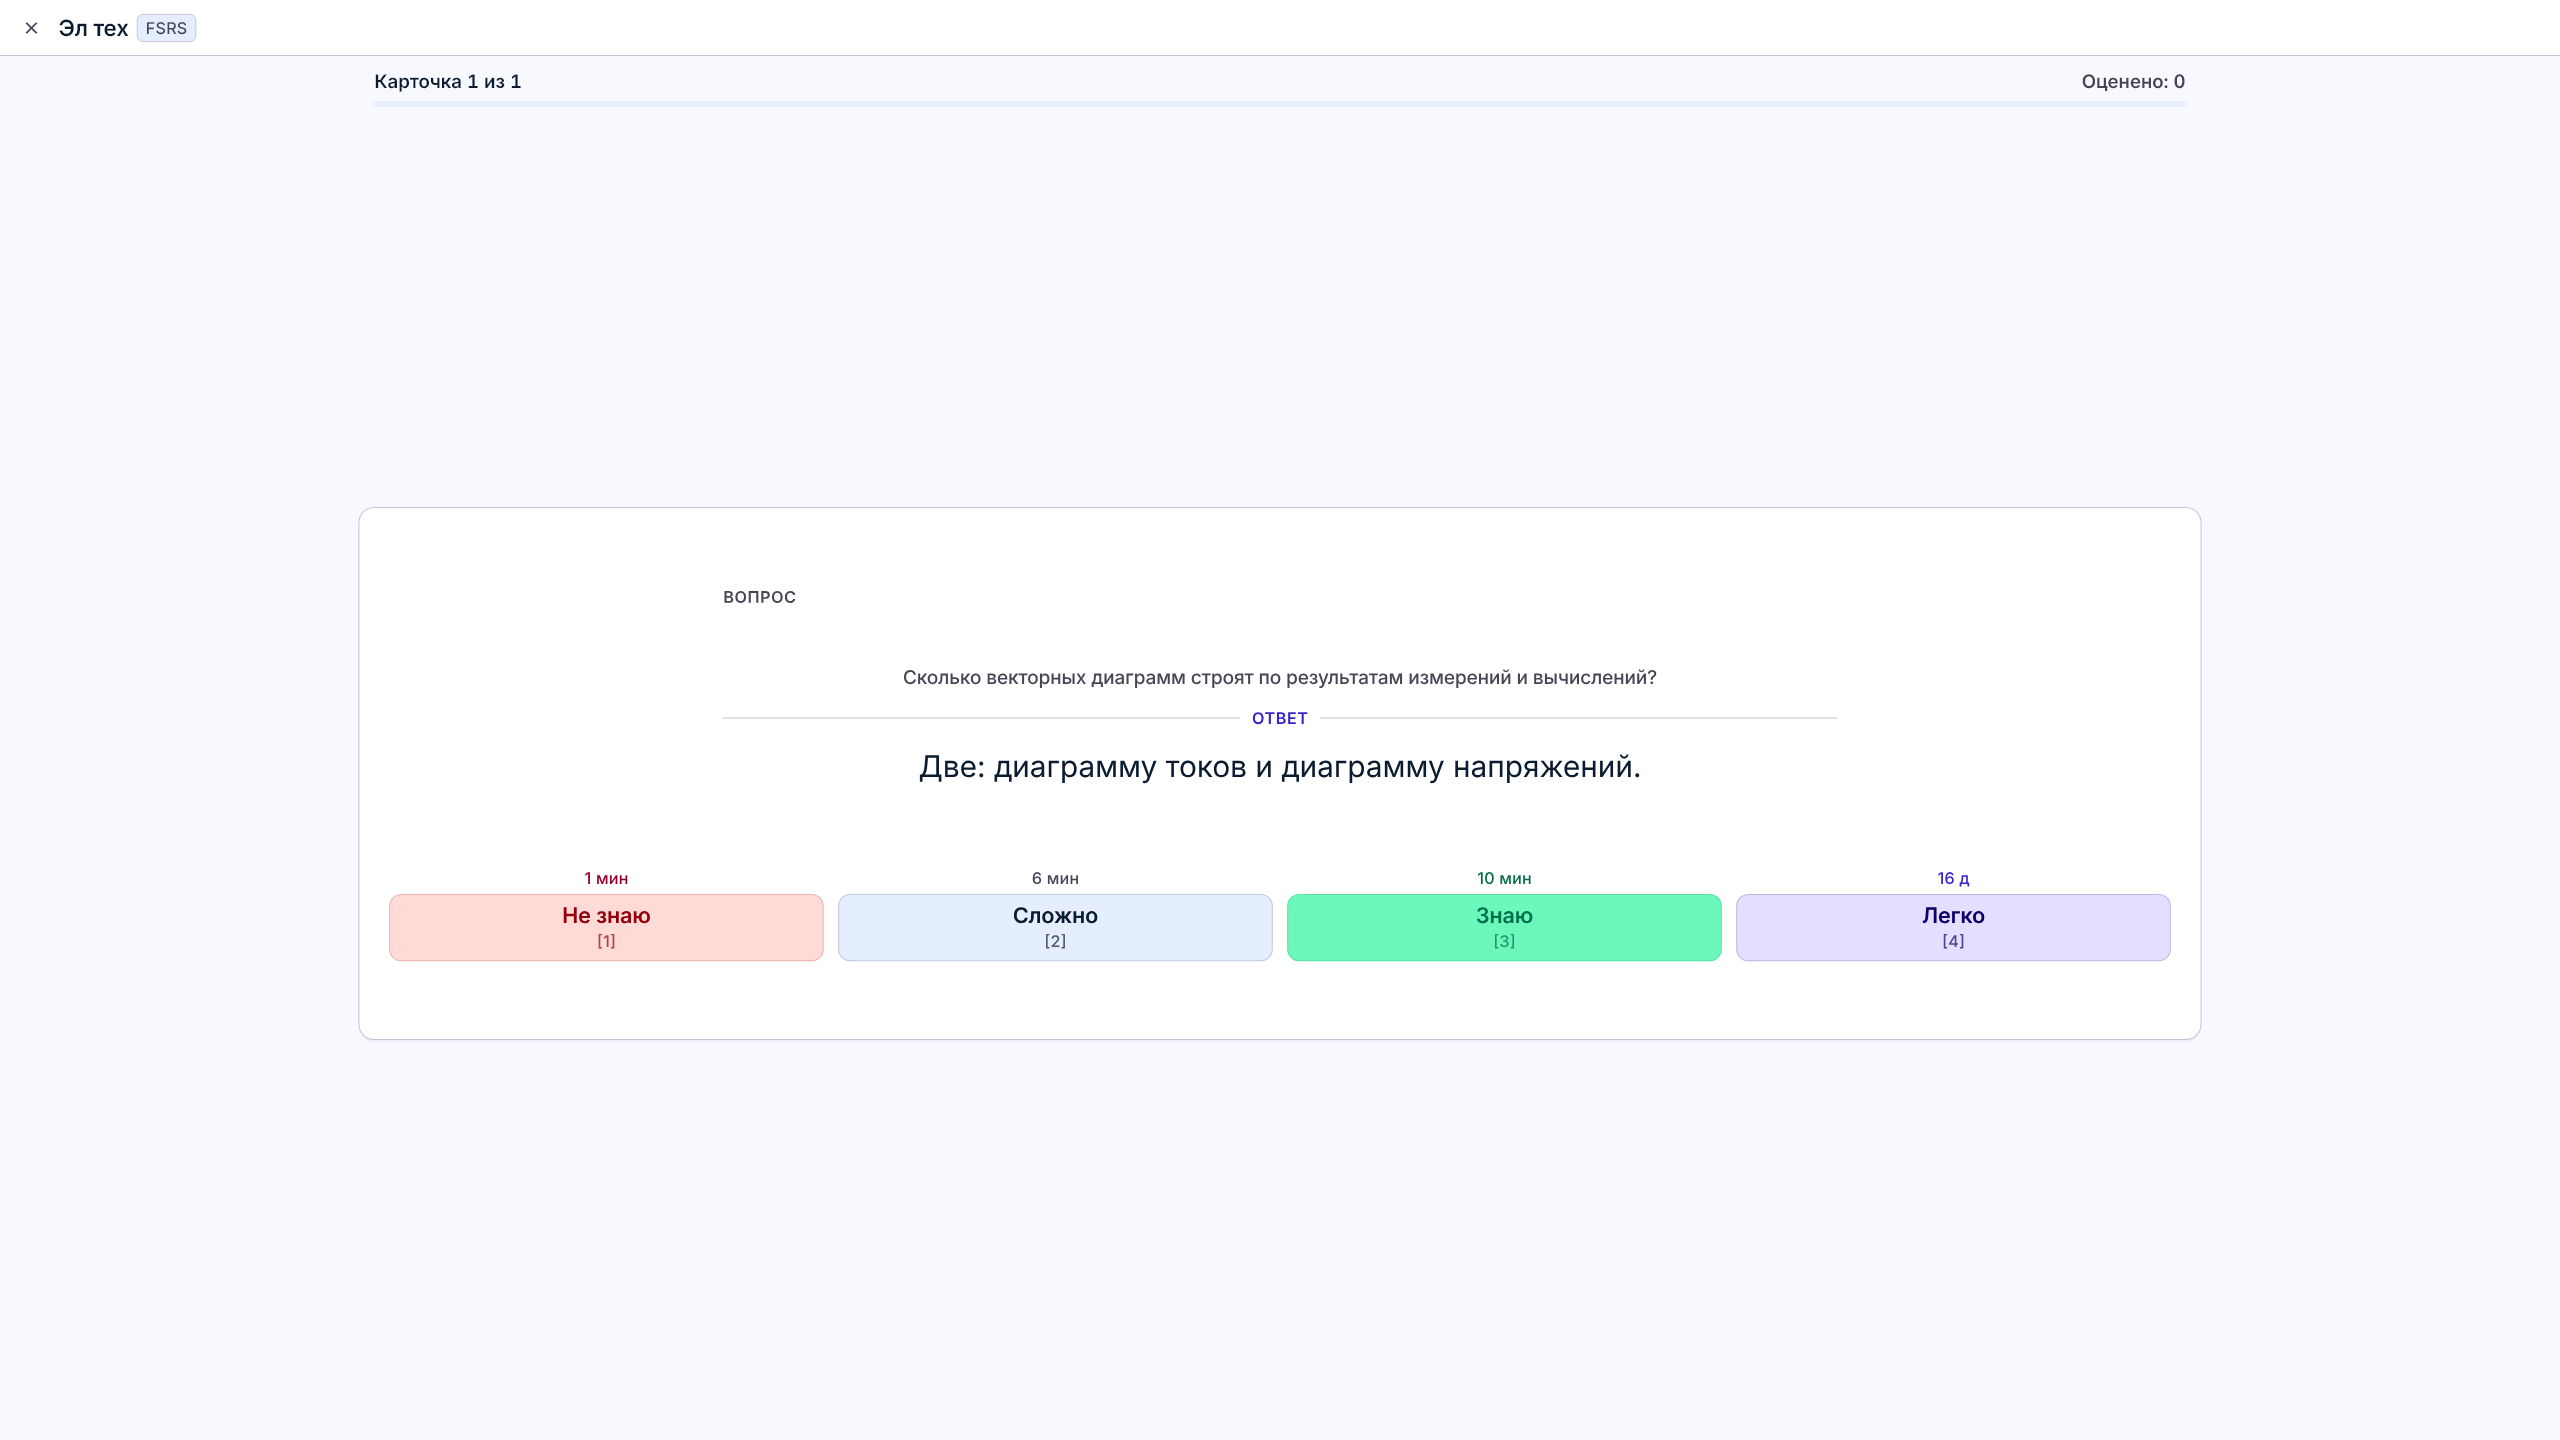 Эл тех FSRS
Карточка 1 из 1
Оценено: 0
ВОПРОС
Сколько векторных диаграмм строят по результатам измерений и вычислений?
ОТВЕТ
Две: диаграмму токов и диаграмму напряжений.
1 мин
Не знаю
[1]
6 мин
Сложно
[2]
10 мин
Знаю
[3]
16 д
Легко
[4]